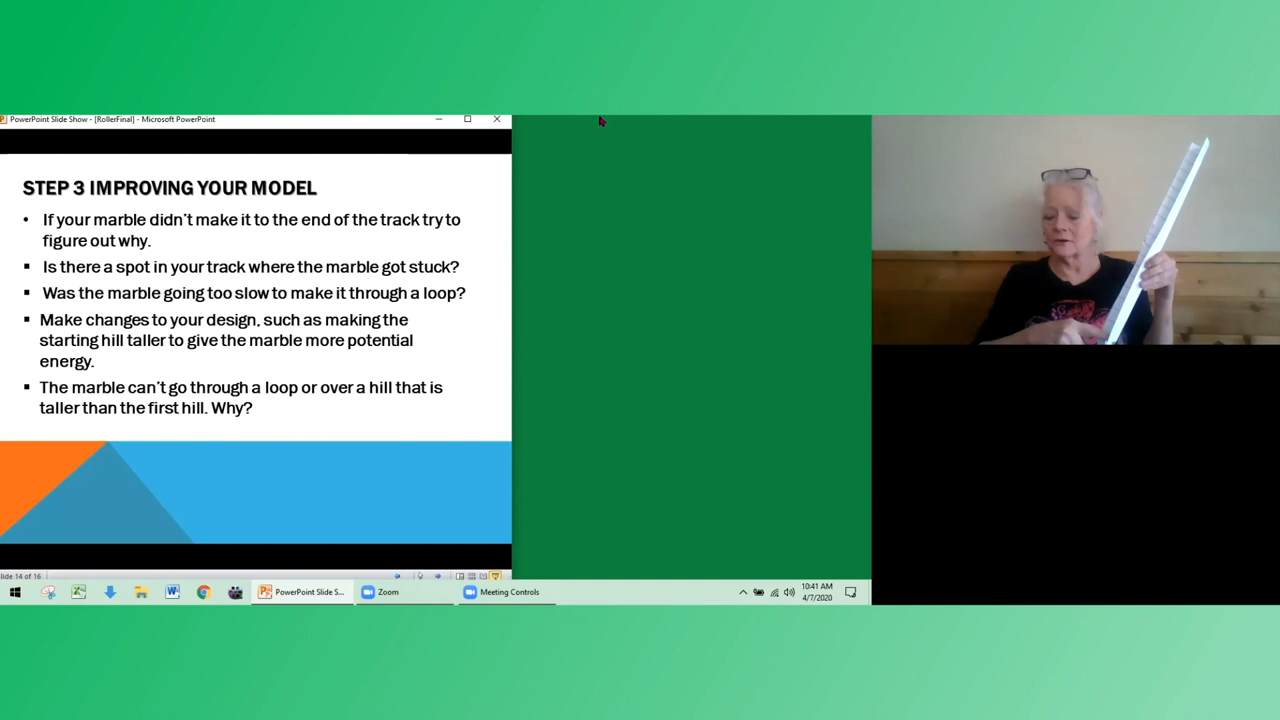 PowerPoint Slide Show - [RollerFinal] - Microsoft PowerPoint
STEP 3 IMPROVING YOUR MODEL
• If your marble didn't make it to the end of the track try to
figure out why.
▪ Is there a spot in your track where the marble got stuck?
▪ Was the marble going too slow to make it through a loop?
▪ Make changes to your design, such as making the
starting hill taller to give the marble more potential
energy.
▪ The marble can't go through a loop or over a hill that is
taller than the first hill. Why?
lide 14 of 16
PowerPoint Slide S...
Zoom
Meeting Controls
10:41 AM
4/7/2020